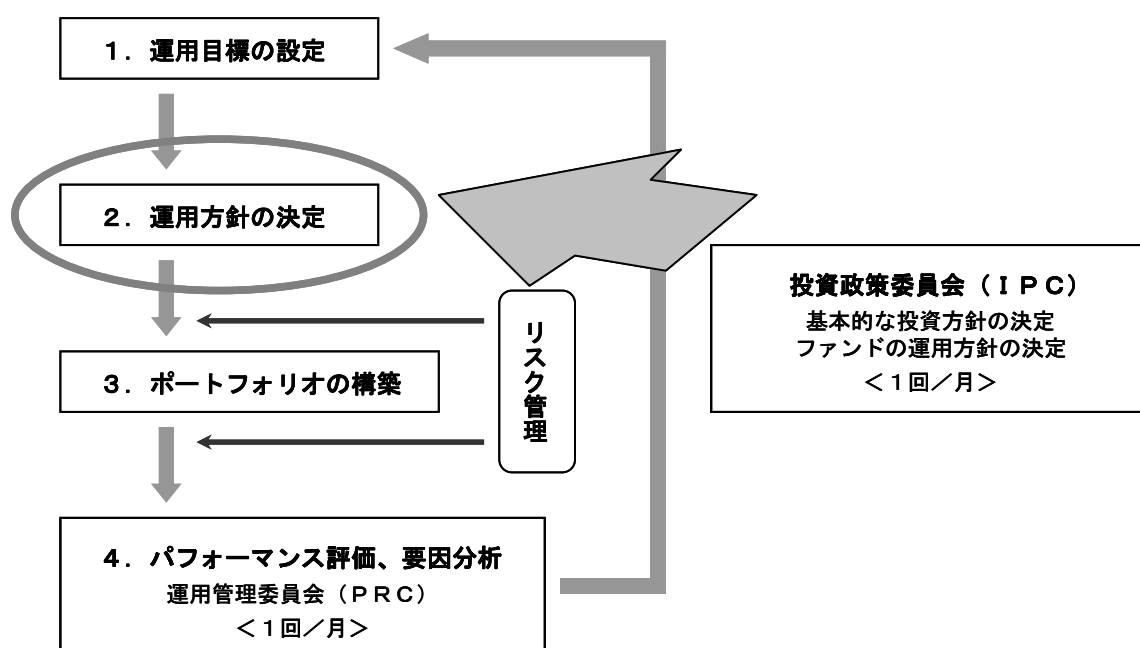 １．運用目標の設定
２．運用方針の決定
３．ポートフォリオの構築
リスク管理
４．パフォーマンス評価、要因分析
運用管理委員会（ＰＲＣ）
＜１回／月＞
投資政策委員会（ＩＰＣ）
基本的な投資方針の決定
ファンドの運用方針の決定
＜１回／月＞